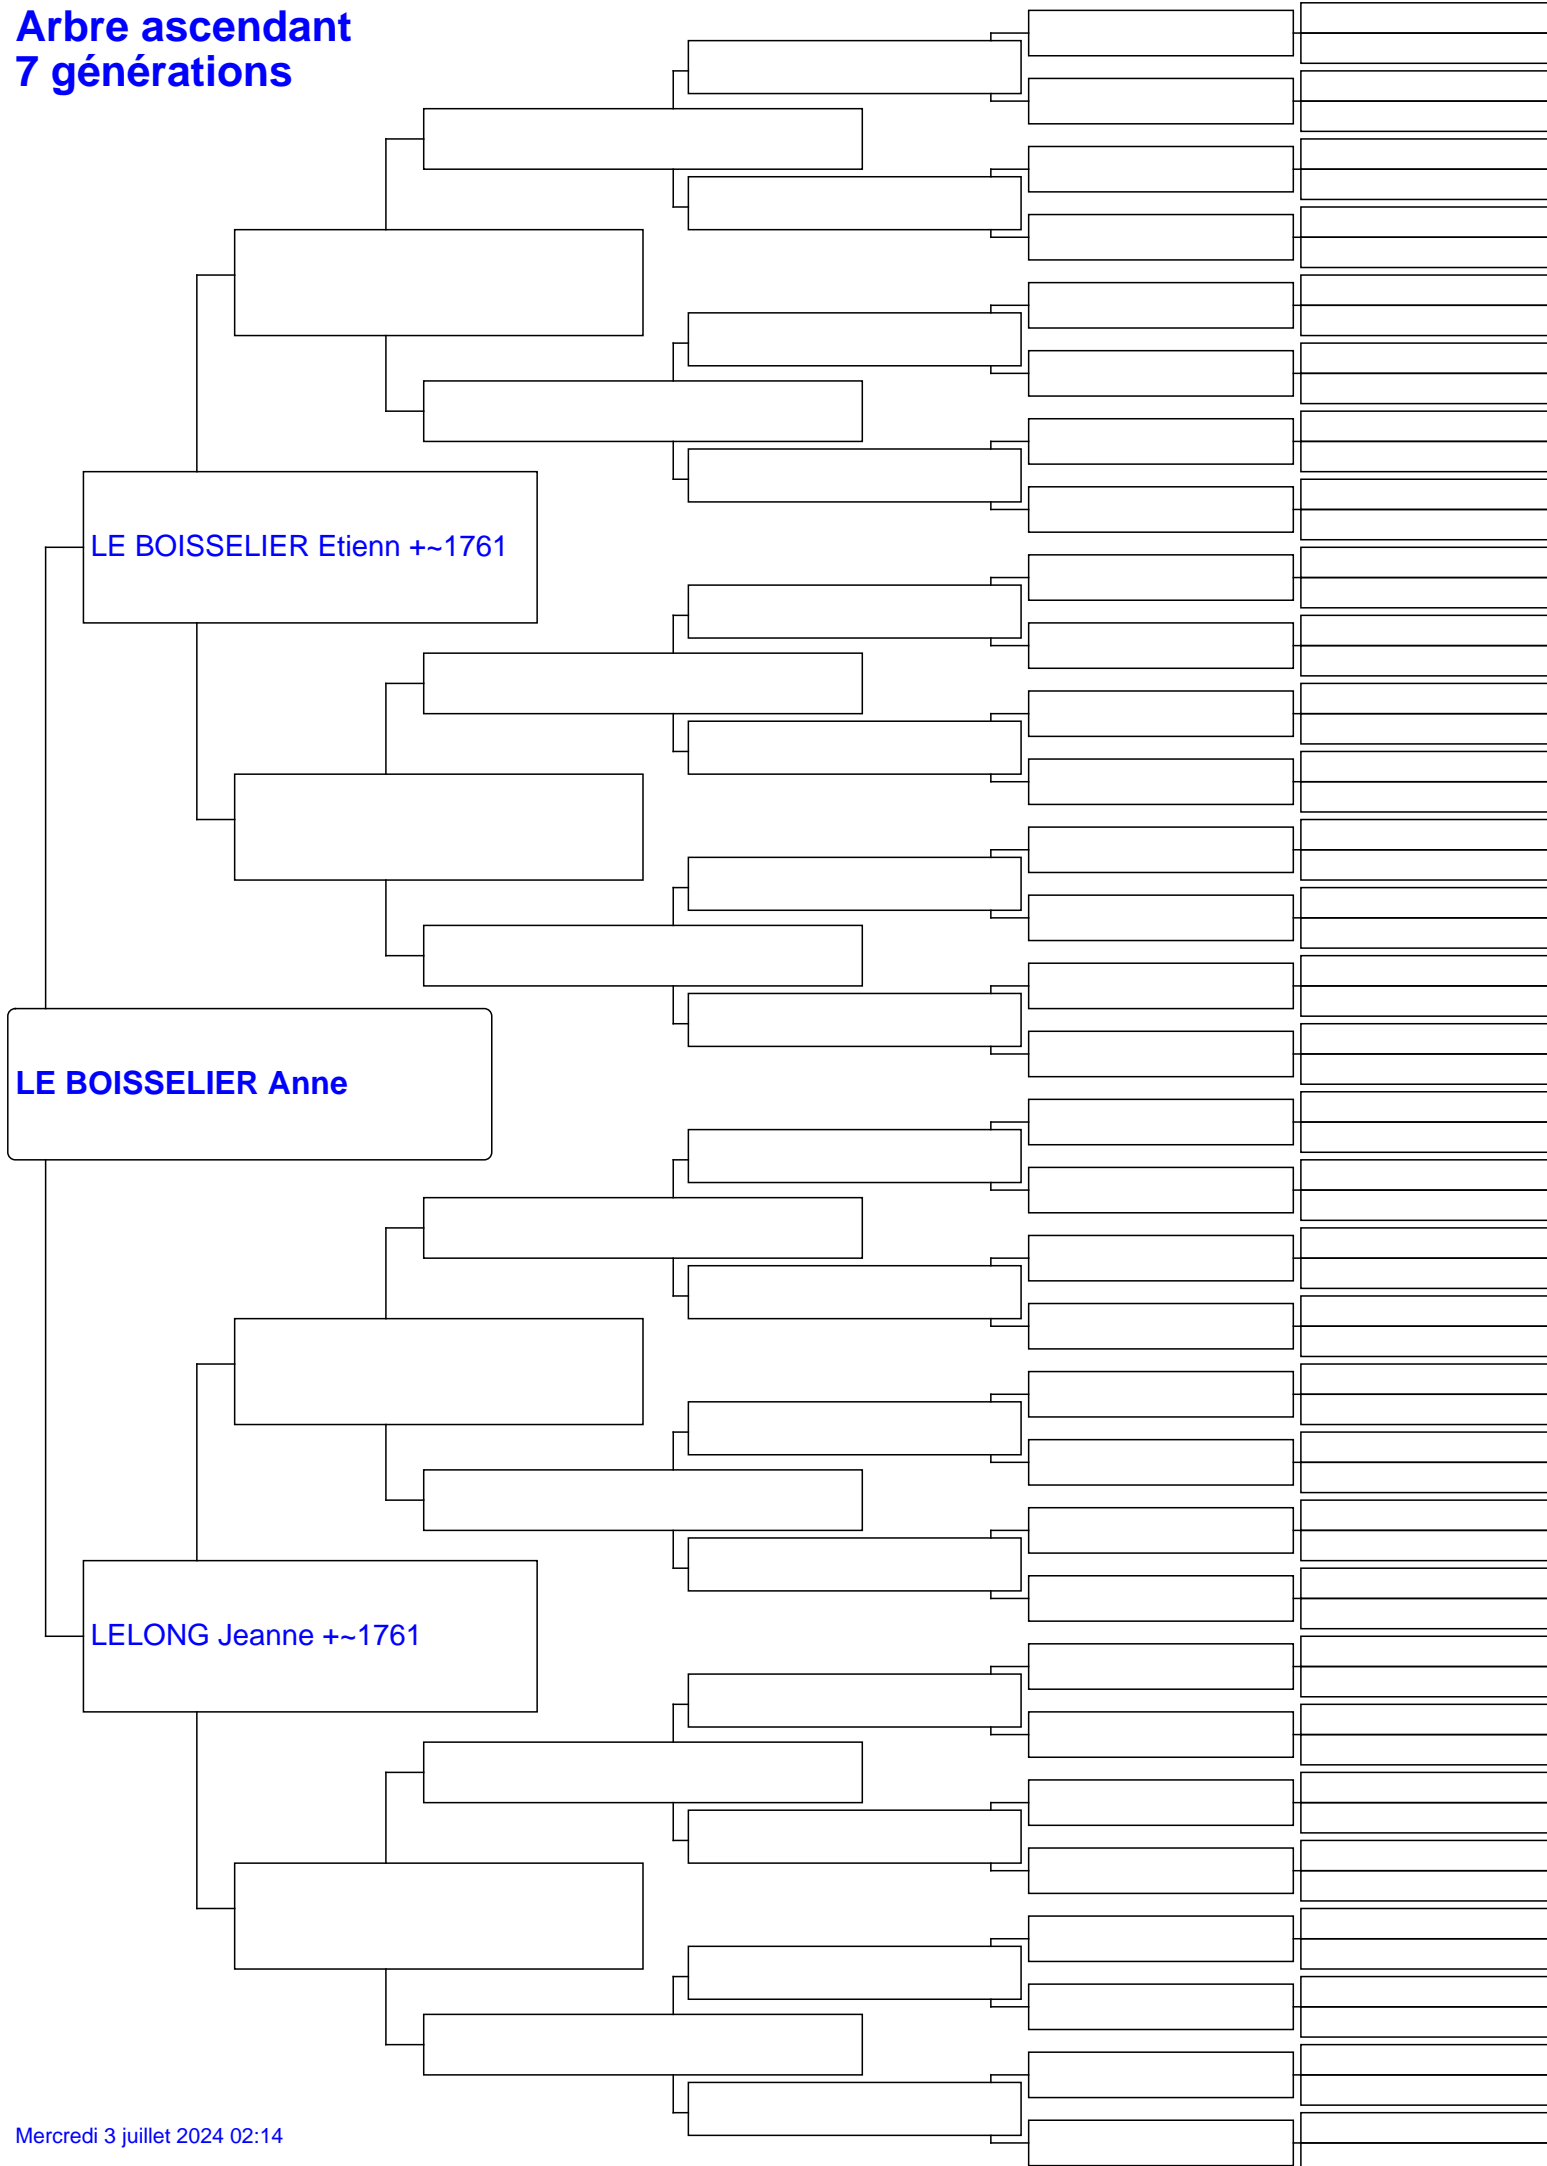 Arbre ascendant
7 générations
LE BOISSELIER Etienn +~1761
LE BOISSELIER Anne
LELONG Jeanne +~1761
Mercredi 3 juillet 2024 02:14